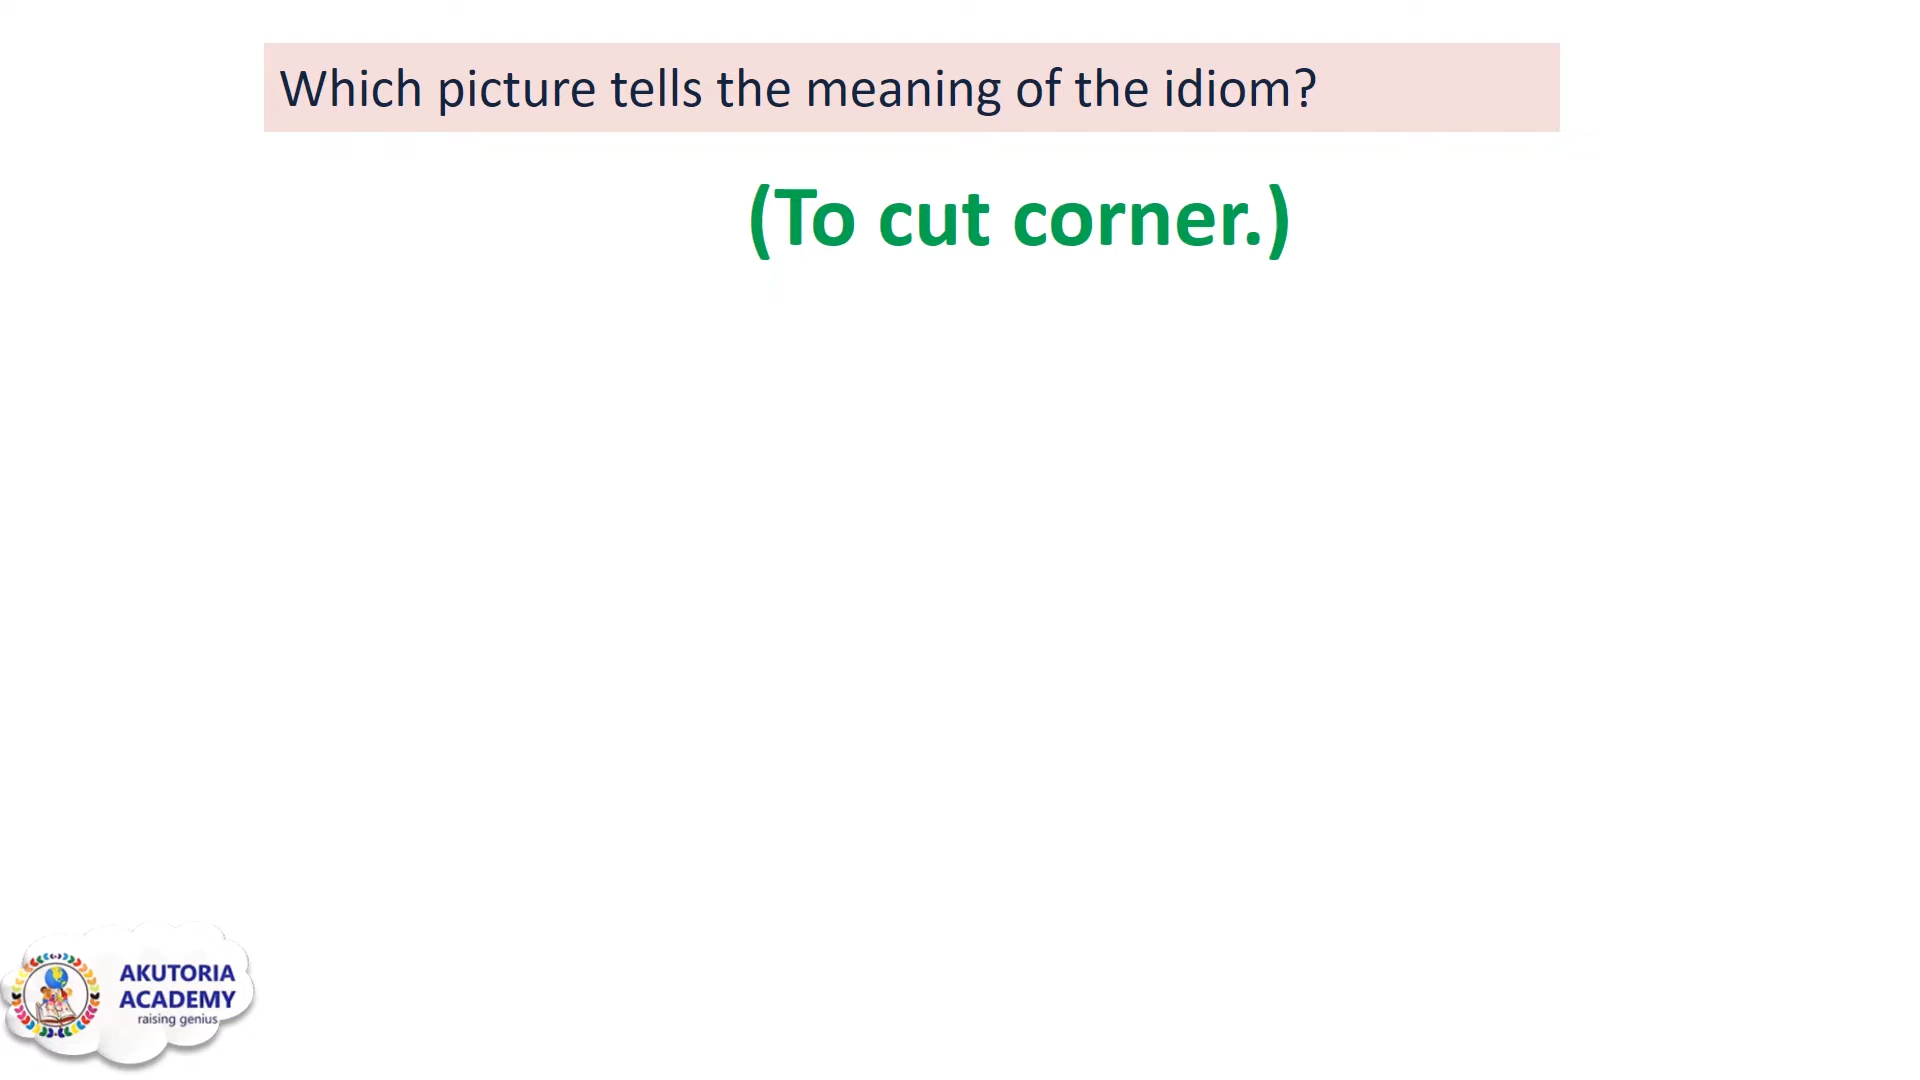 Which picture tells the meaning of the idiom?
(To cut corner.)
AKUTORIA
ACADEMY
raising genius